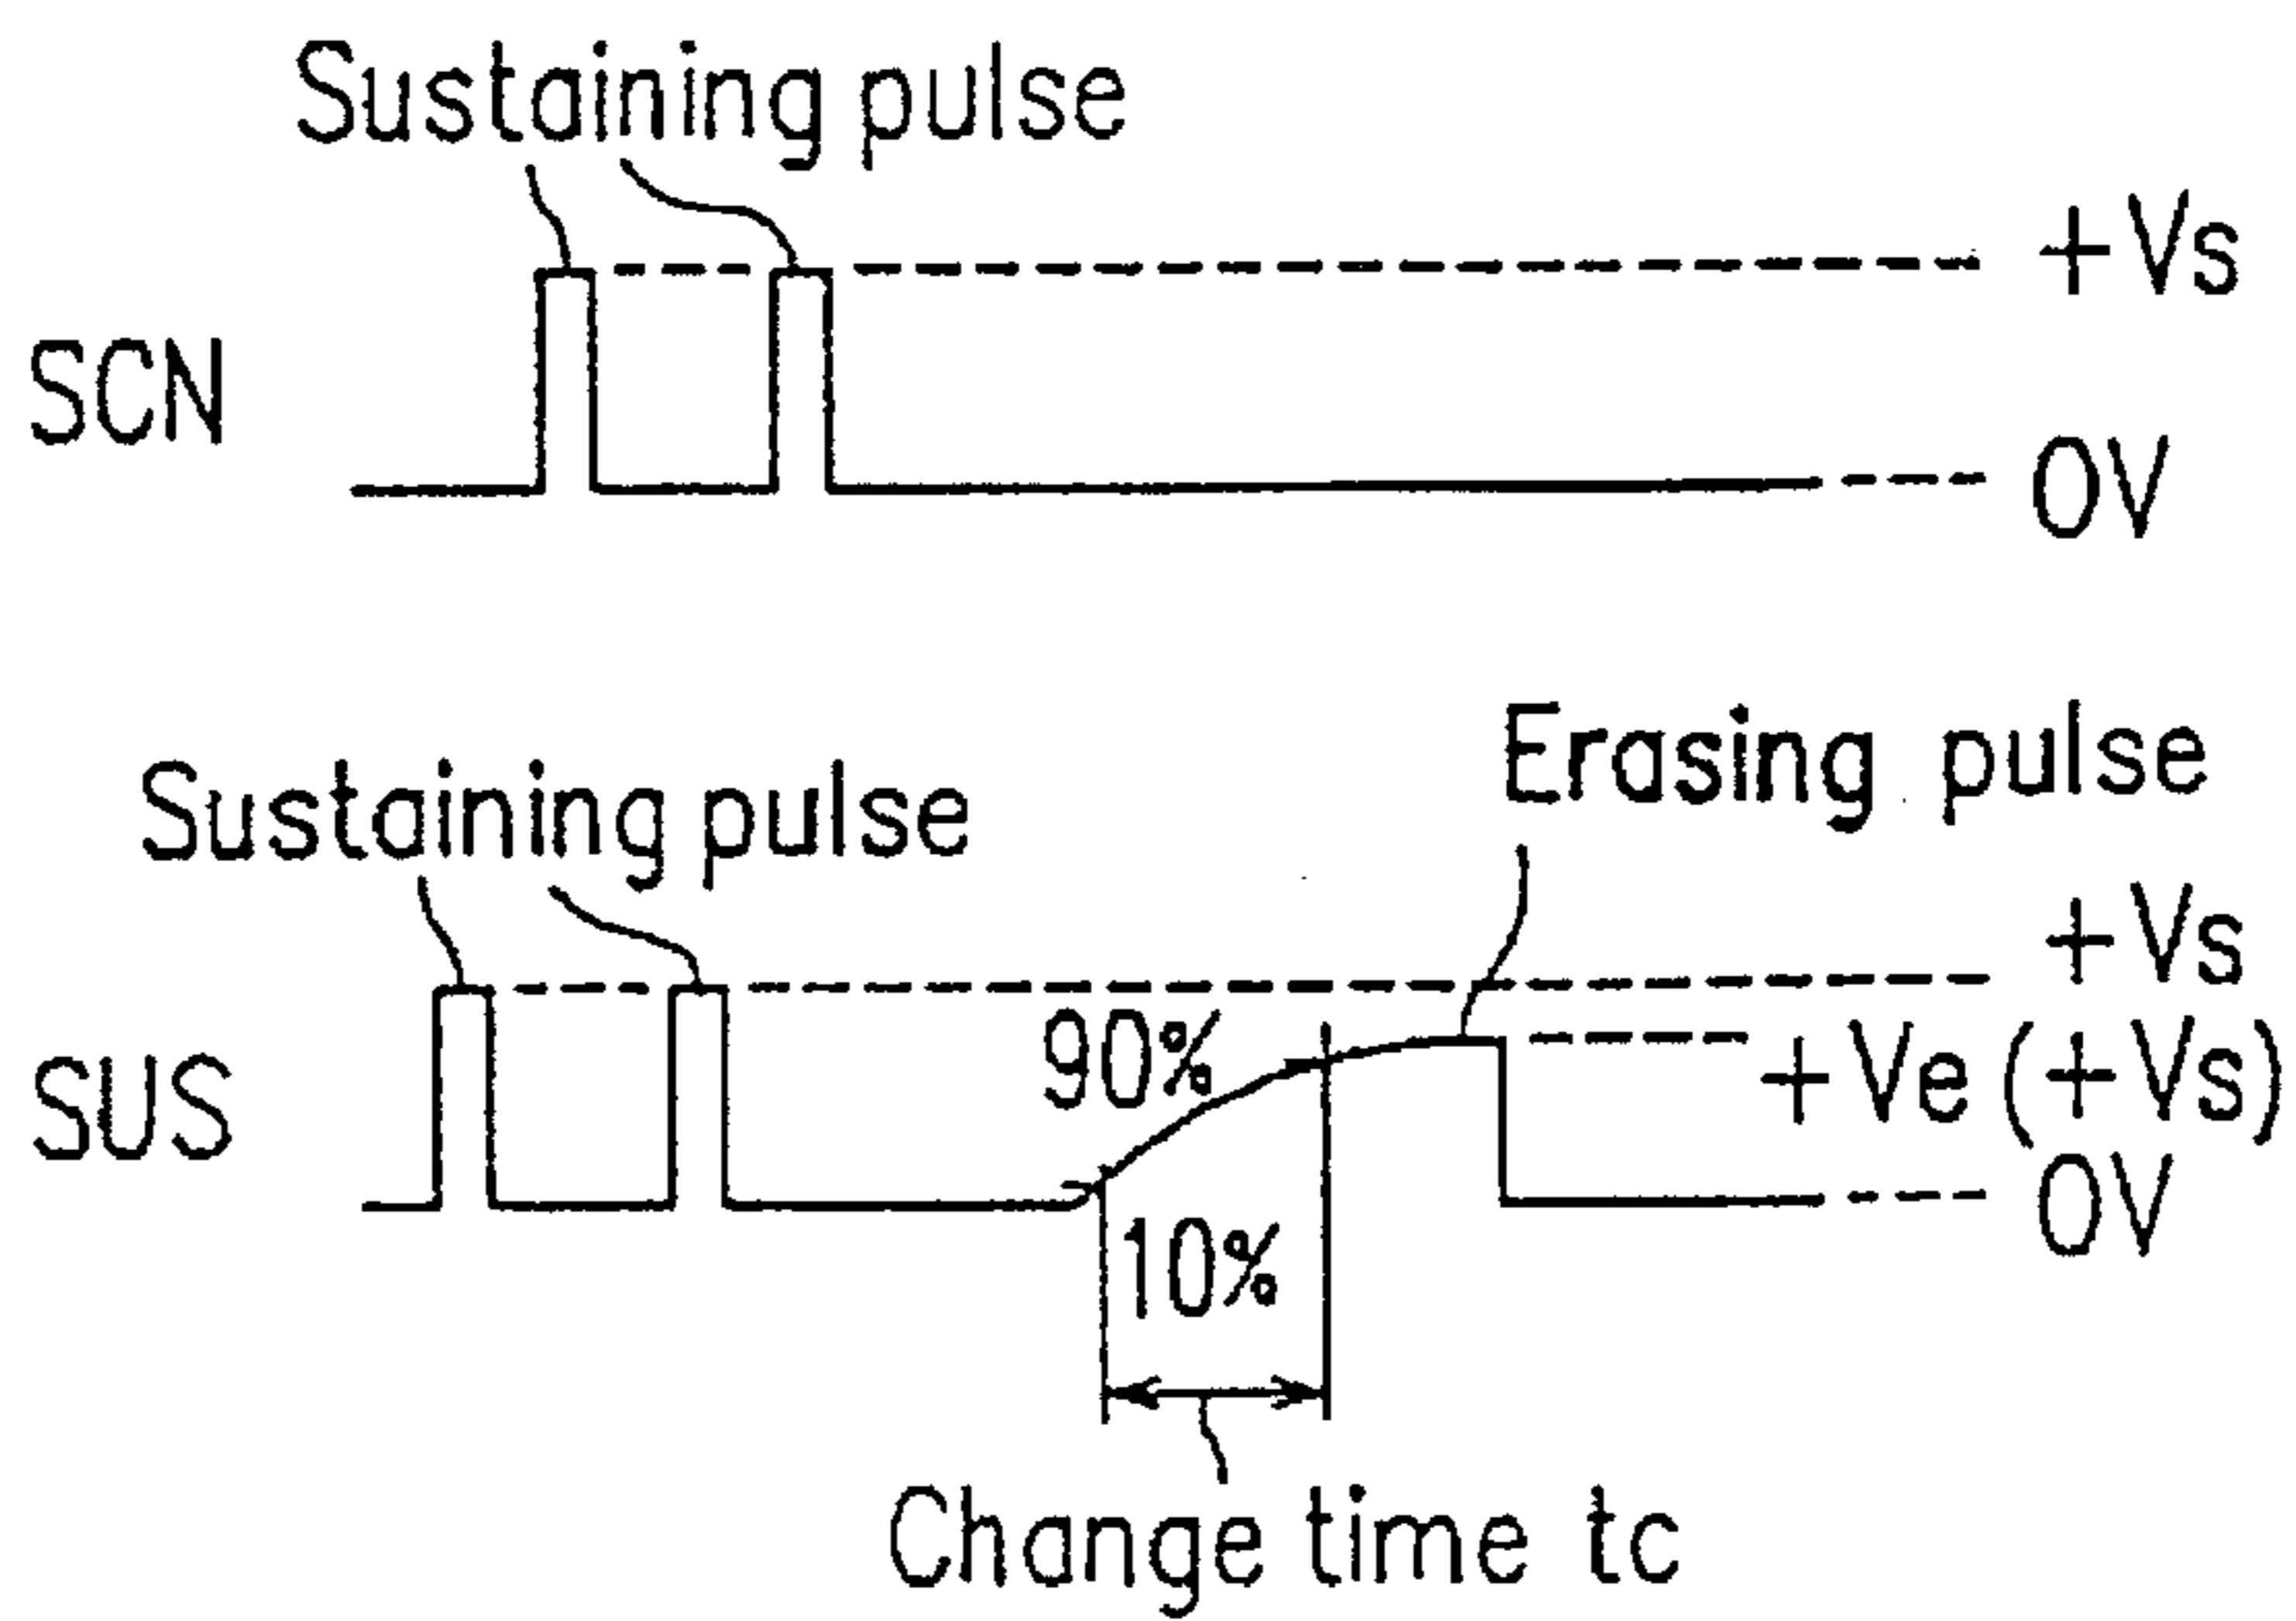 Sustaining pulse
+Vs
SCN
0V
Erasing pulse
Sustaining pulse
+Vs
90%
+Ve (+Vs)
SUS
0V
10%
Change time tc